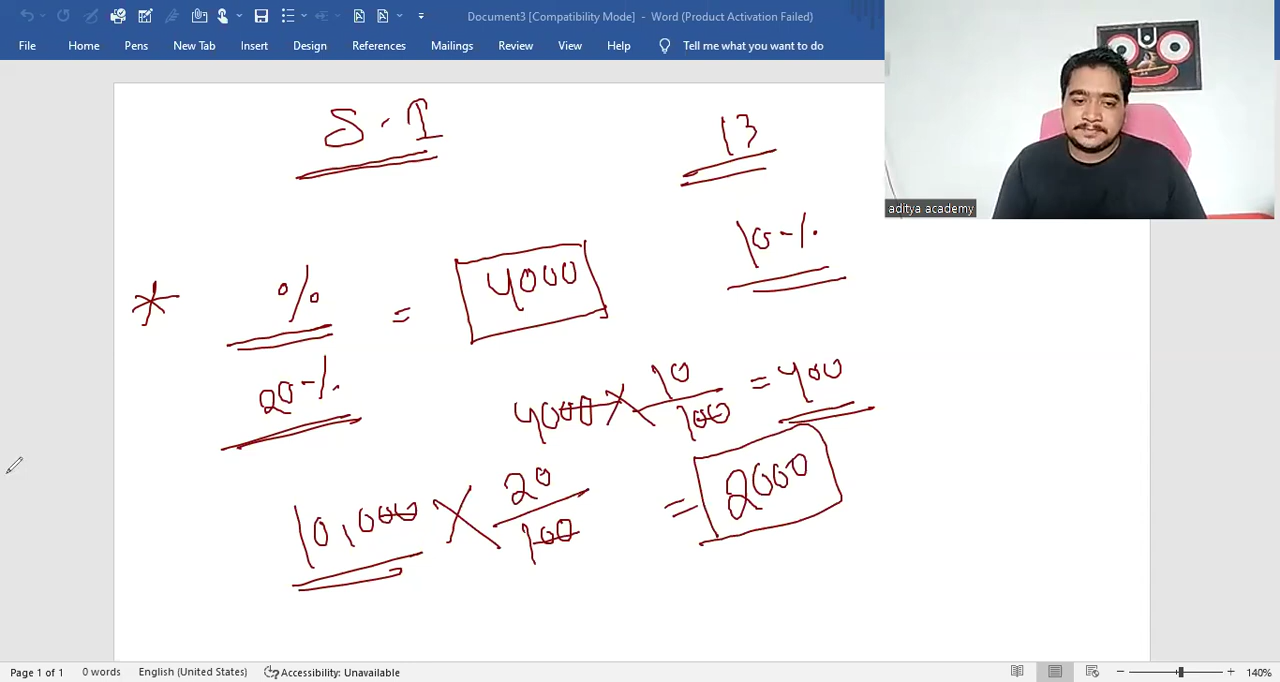 Document3 [Compatibility Mode] - Word (Product Activation Failed)
File Home Pens New Tab Insert Design References Mailings Review View Help Tell me what you want to do
aditya academy
S.I
13
10%
* % = 4000
20%
4000 X 10/100 = 400
10,000 X 20/100 = 2000
Page 1 of 1 0 words English (United States) Accessibility: Unavailable 140%